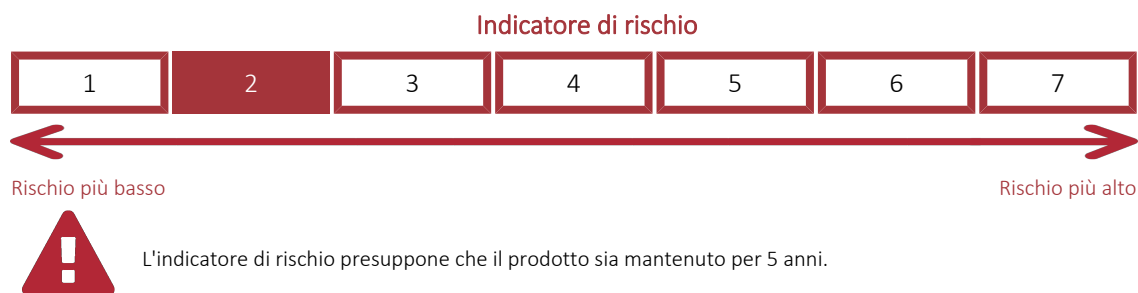 Indicatore di rischio
1 2 3 4 5 6 7
Rischio più basso Rischio più alto
L'indicatore di rischio presuppone che il prodotto sia mantenuto per 5 anni.